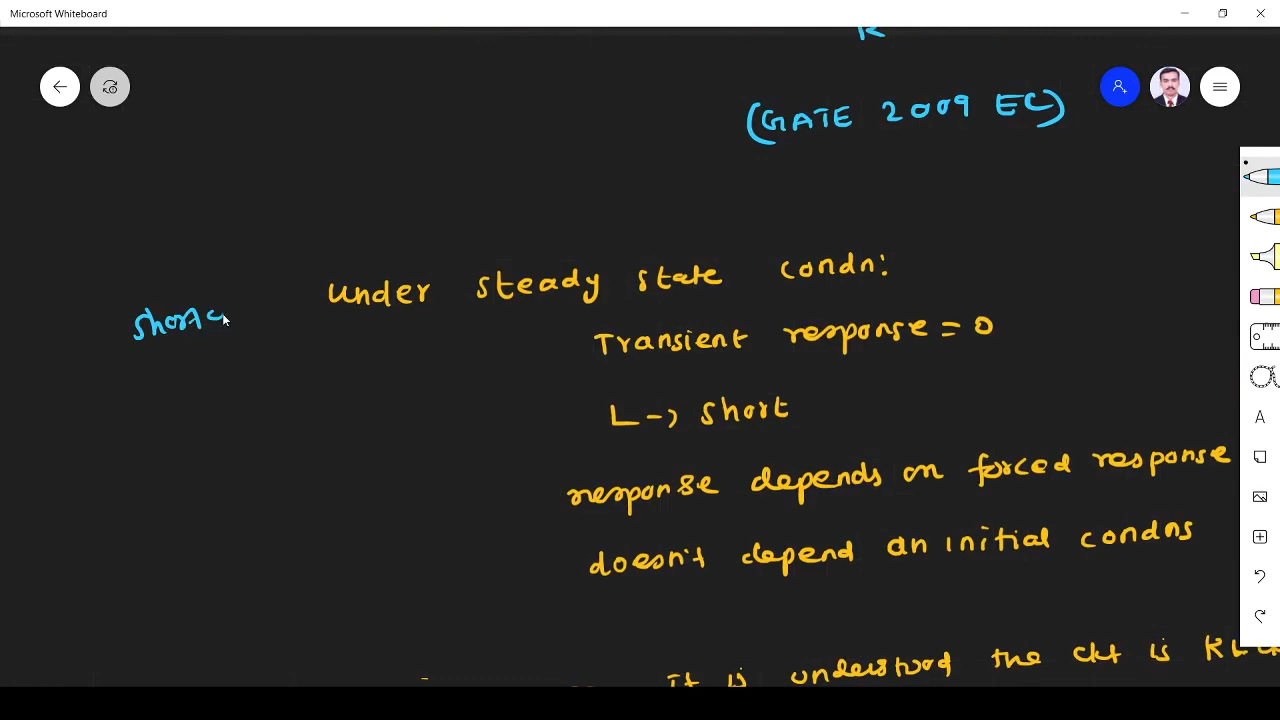 Microsoft Whiteboard
R
(GATE 2009 EC)
under steady state condn:
shortc
Transient response = 0
L -> short
response depends on forced response
doesn't depend on initial condns
It is understood the ckt is
A